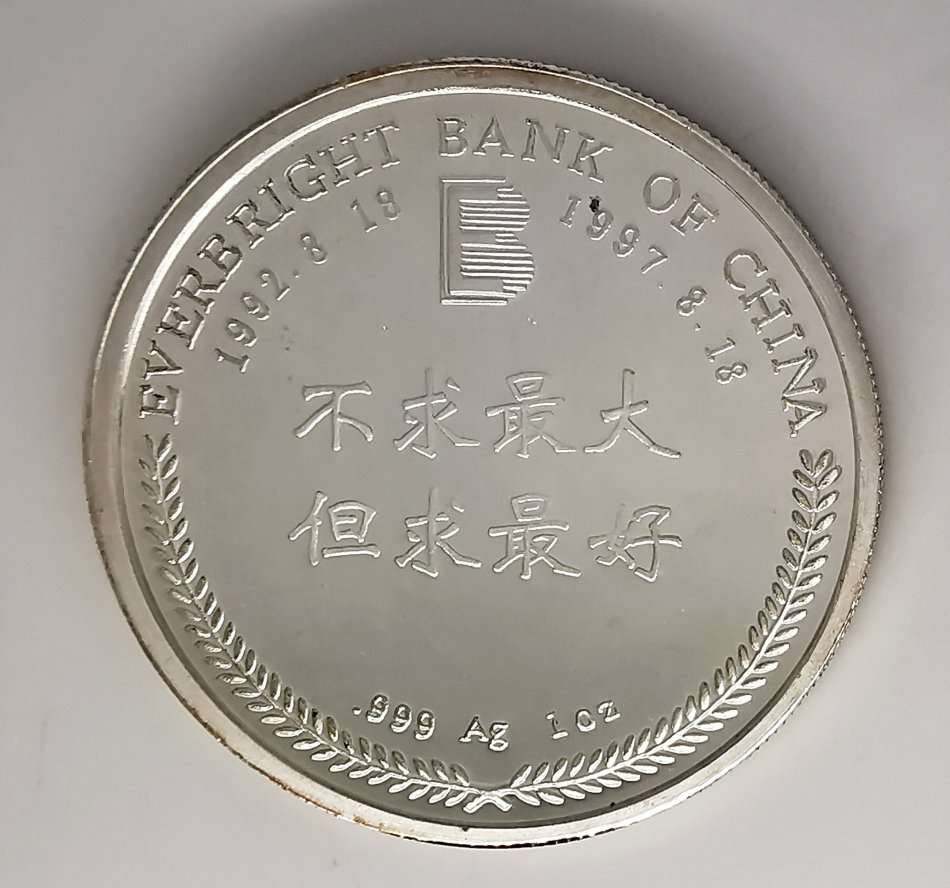 EVERBRIGHT BANK OF CHINA
1992.8 18 1997.8.18
不求最大
但求最好
.999 Ag 1oz